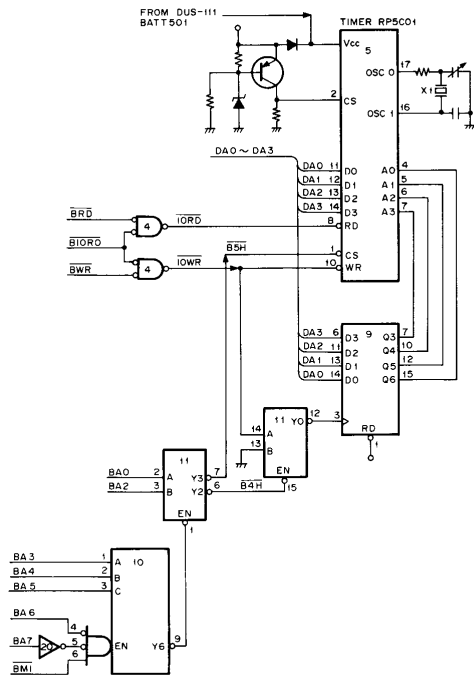 FROM DUS-111
BATT501
TIMER RP5C01
Vcc
5
OSC 0
17
X1
2
CS
OSC 1
16
DA0 ~ DA3
DA0 11 D0
DA1 12 D1
DA2 13 D2
DA3 14 D3
A0 4
A1 5
A2 6
A3 7
BRD
4
IORD
8 RD
BIORQ
B5H
1 CS
BWR
4
IOWR
10 WR
DA3 6 D3
9
Q3 7
DA2 11 D2
Q4 10
DA1 13 D1
Q5 12
DA0 14 D0
Q6 15
11 Y0 12
3
14 A
13 B
RD
1
EN
15
B4H
11
BA0 2 A
Y3 7
BA2 3 B
Y2 6
EN
1
BA3 1 A
10
BA4 2 B
BA5 3 C
BA6 4
BA7 20 5
EN
Y6 9
BM1 6